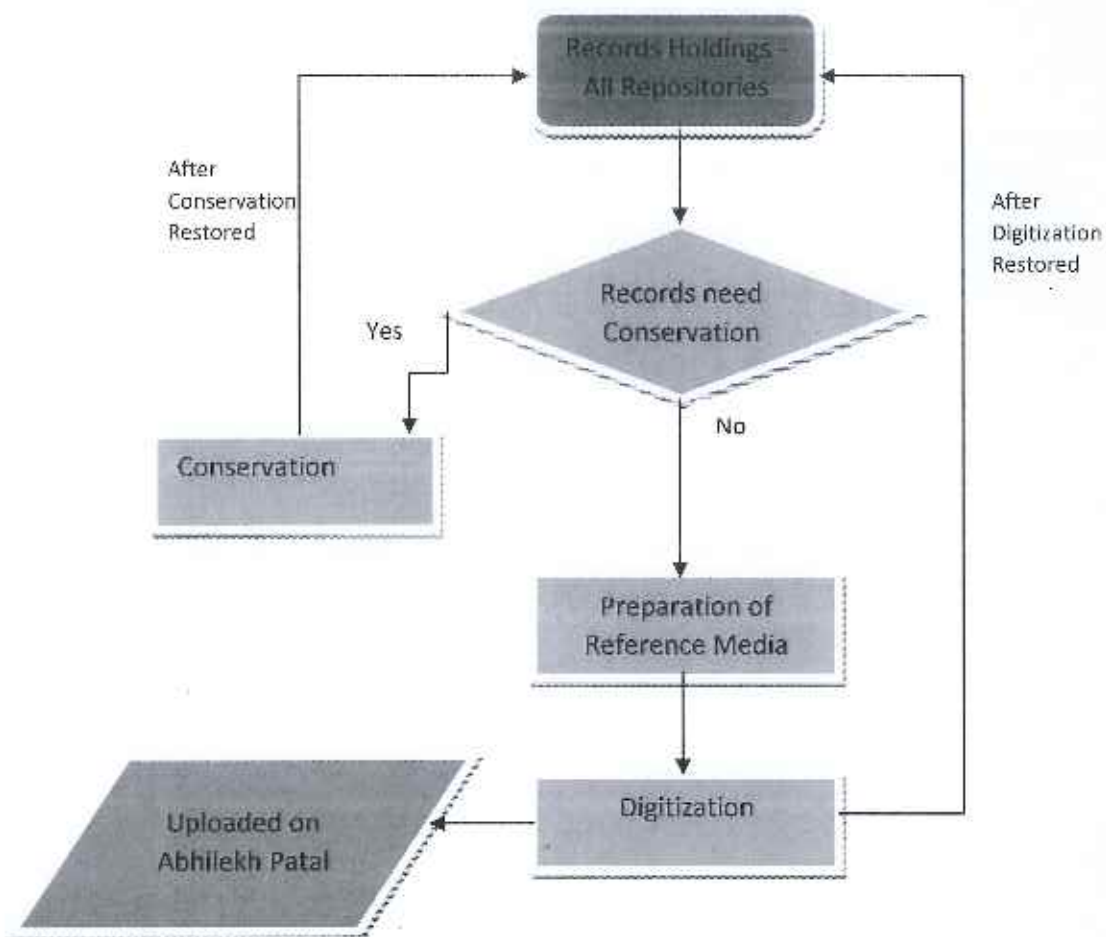 Records Holdings -
All Repositories
After
Conservation
Restored
After
Digitization
Restored
Records need
Conservation
Yes
No
Conservation
Preparation of
Reference Media
Digitization
Uploaded on
Abhilekh Patal